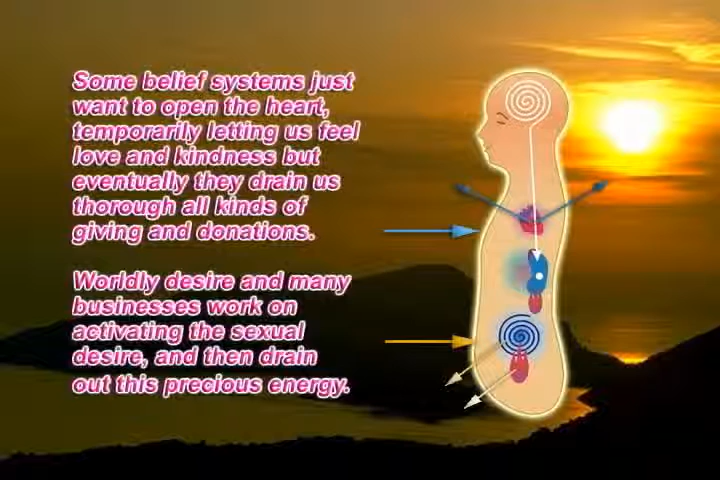 Some belief systems just
want to open the heart,
temporarily letting us feel
love and kindness but
eventually they drain us
thorough all kinds of
giving and donations.
Worldly desire and many
businesses work on
activating the sexual
desire, and then drain
out this precious energy.